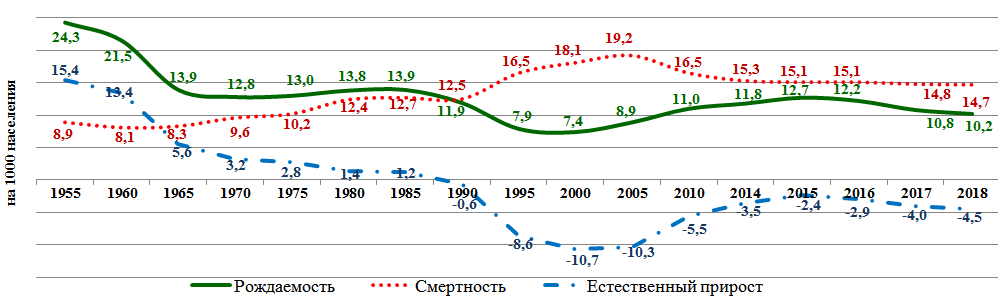 на 1000 населения
24,3 21,5 13,9 12,8 13,0 13,8 13,9 11,9 7,9 7,4 8,9 11,0 11,8 12,7 12,2 10,8 10,2
8,9 8,1 8,3 9,6 10,2 12,4 12,7 12,5 16,5 18,1 19,2 16,5 15,3 15,1 15,1 14,8 14,7
15,4 13,4 5,6 3,2 2,8 1,4 1,2 -0,6 -8,6 -10,7 -10,3 -5,5 -3,5 -2,4 -2,9 -4,0 -4,5
1955 1960 1965 1970 1975 1980 1985 1990 1995 2000 2005 2010 2014 2015 2016 2017 2018
Рождаемость Смертность Естественный прирост